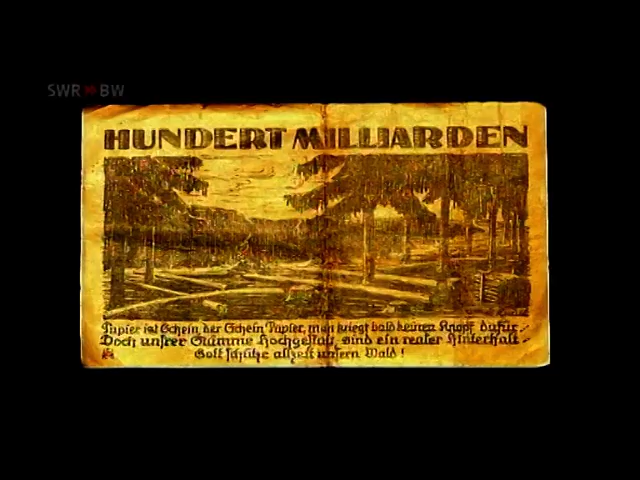 SWR BW
HUNDERT MILLIARDEN
Papier ist Schein, der Schein Papier, man kriegt bald keinen Knopf dafür.
Doch unsrer Stämme Hochgestalt, sind ein realer Hinterhalt.
Gott schütze allzeit unsern Wald!